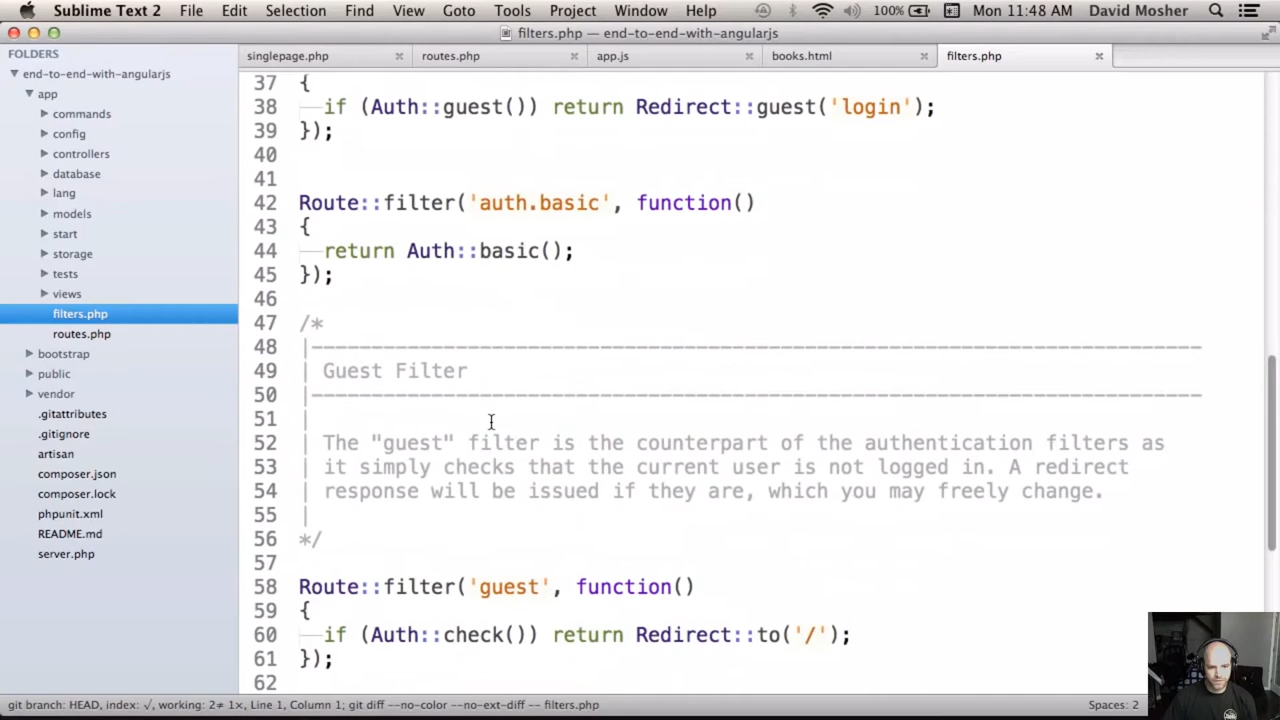 Sublime Text 2 File Edit Selection Find View Goto Tools Project Window Help 100% Mon 11:48 AM David Mosher
filters.php — end-to-end-with-angularjs
FOLDERS
end-to-end-with-angularjs
app
commands
config
controllers
database
lang
models
start
storage
tests
views
filters.php
routes.php
bootstrap
public
vendor
.gitattributes
.gitignore
artisan
composer.json
composer.lock
phpunit.xml
README.md
server.php
singlepage.php routes.php app.js books.html filters.php
37 {
38 if (Auth::guest()) return Redirect::guest('login');
39 });
40
41
42 Route::filter('auth.basic', function()
43 {
44 return Auth::basic();
45 });
46
47 /*
48 |--------------------------------------------------------------------------
49 | Guest Filter
50 |--------------------------------------------------------------------------
51 |
52 | The "guest" filter is the counterpart of the authentication filters as
53 | it simply checks that the current user is not logged in. A redirect
54 | response will be issued if they are, which you may freely change.
55 |
56 */
57
58 Route::filter('guest', function()
59 {
60 if (Auth::check()) return Redirect::to('/');
61 });
62
git branch: HEAD, index: √, working: 2≠ 1×, Line 1, Column 1; git diff --no-color --no-ext-diff -- filters.php Spaces: 2